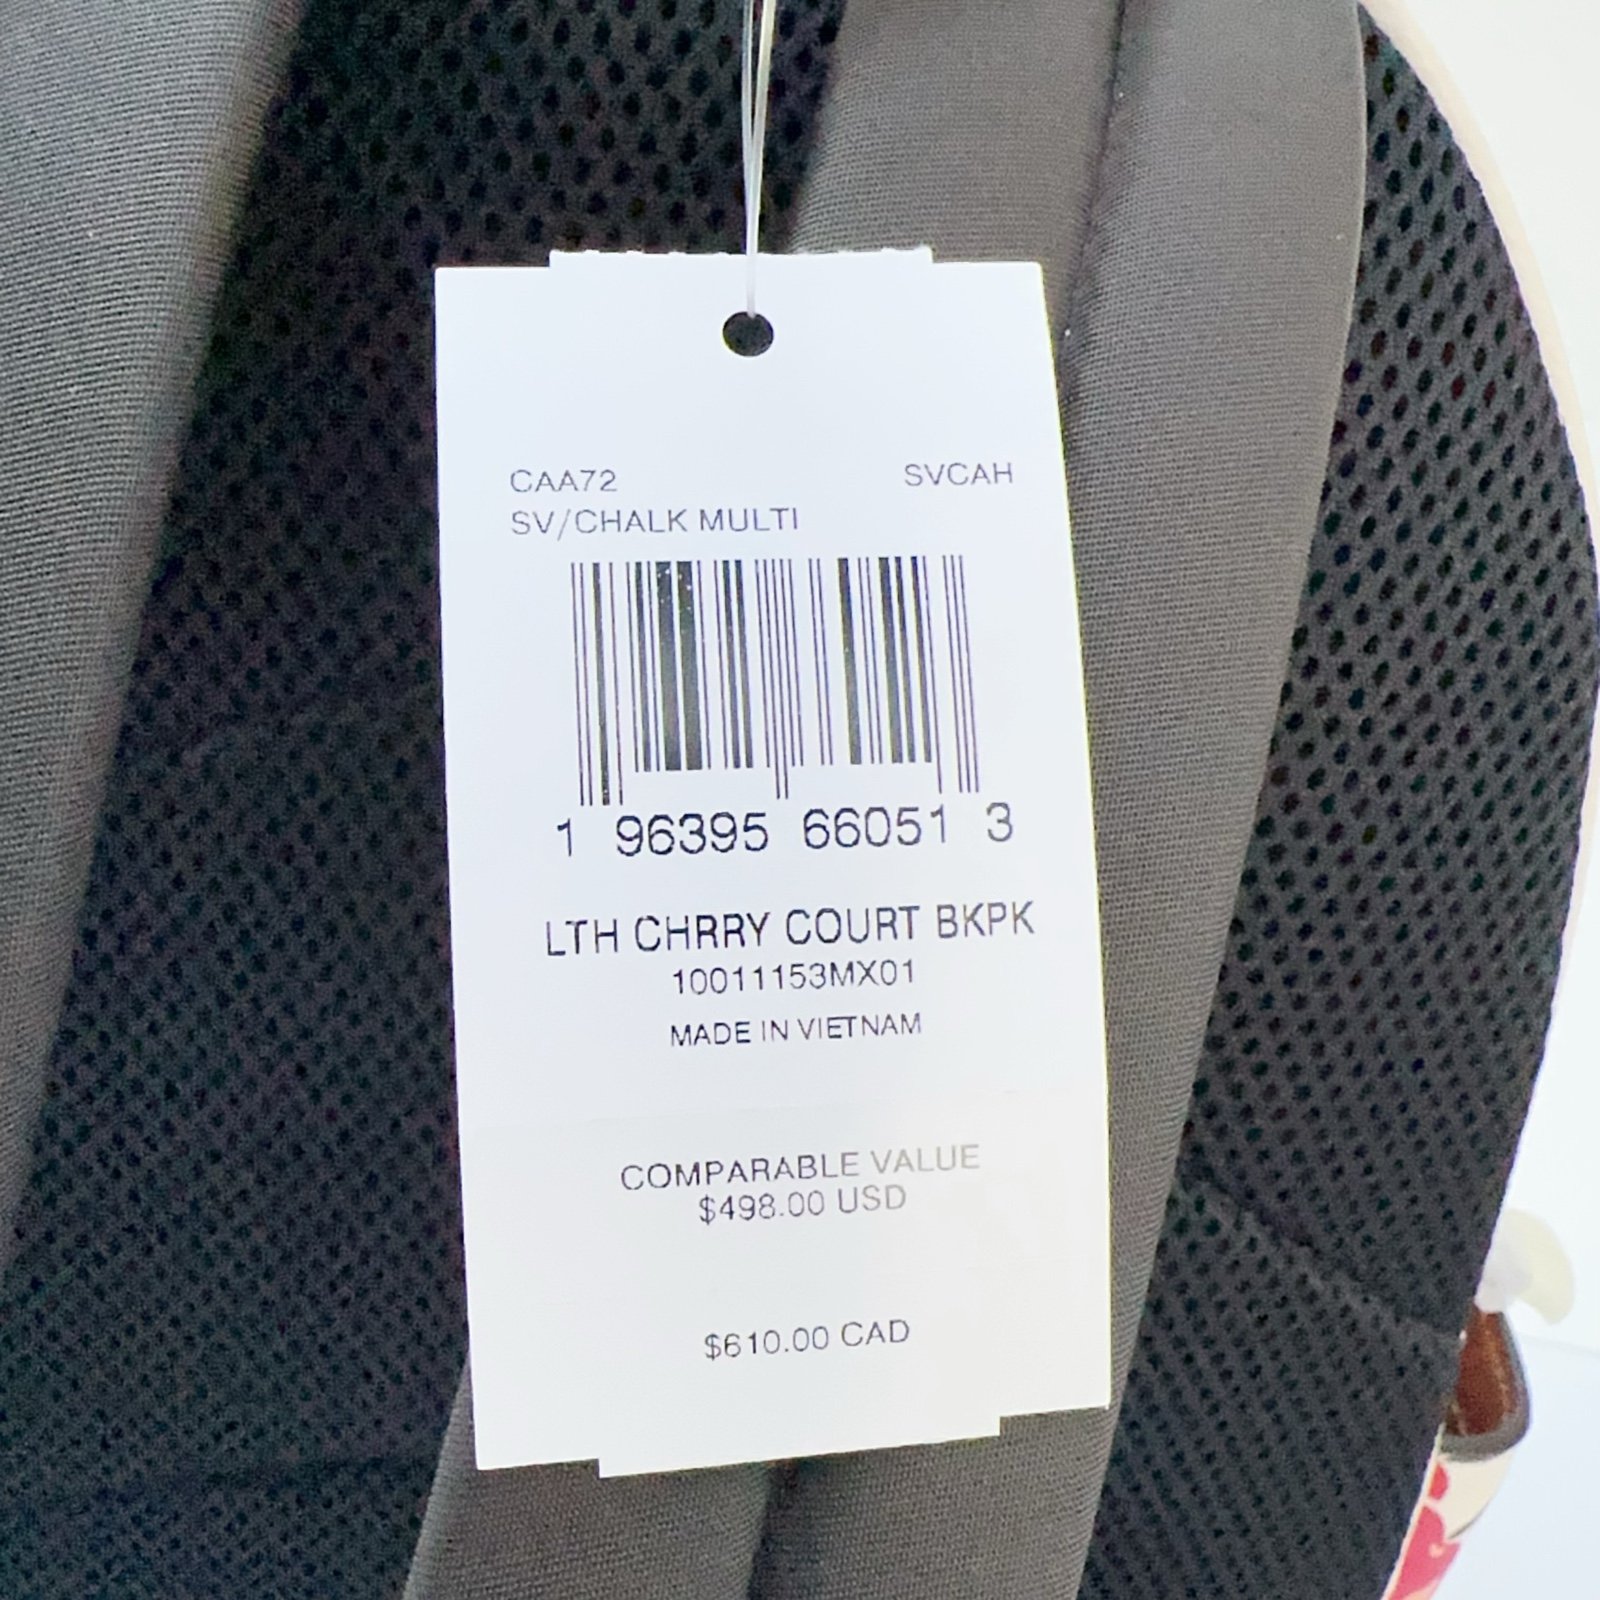 CAA72 SVCAH
SV/CHALK MULTI
1 96395 66051 3
LTH CHRRY COURT BKPK
10011153MX01
MADE IN VIETNAM
COMPARABLE VALUE
$498.00 USD
$610.00 CAD